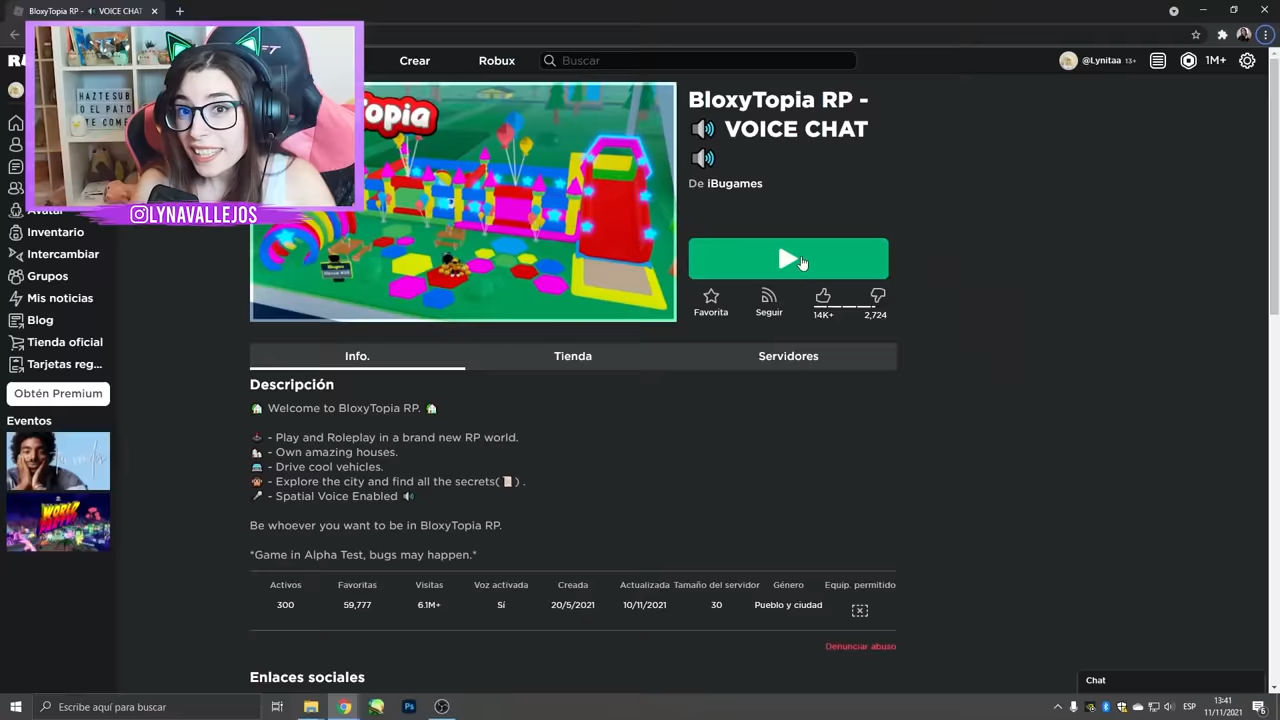 BloxyTopia RP - 🔊 VOICE CHAT
Crear
Robux
Buscar
@Lynitaa 13+
1M+
HAZTE SUB
O EL PATO
TE COME
@LYNAVALLEJOS
Avatar
Inventario
Intercambiar
Grupos
Mis noticias
Blog
Tienda oficial
Tarjetas reg...
Obtén Premium
Eventos
WORLD
topia
BloxyTopia RP -
🔊 VOICE CHAT
🔊
De iBugames
Favorita
Seguir
14K+
2,724
Info.
Tienda
Servidores
Descripción
Welcome to BloxyTopia RP.
- Play and Roleplay in a brand new RP world.
- Own amazing houses.
- Drive cool vehicles.
- Explore the city and find all the secrets(📜) .
- Spatial Voice Enabled 🔊
Be whoever you want to be in BloxyTopia RP.
*Game in Alpha Test, bugs may happen.*
Activos Favoritas Visitas Voz activada Creada Actualizada Tamaño del servidor Género Equip. permitido
300 59,777 6.1M+ Sí 20/5/2021 10/11/2021 30 Pueblo y ciudad
Denunciar abuso
Enlaces sociales
Chat
Escribe aquí para buscar
ESP
13:41
11/11/2021
6